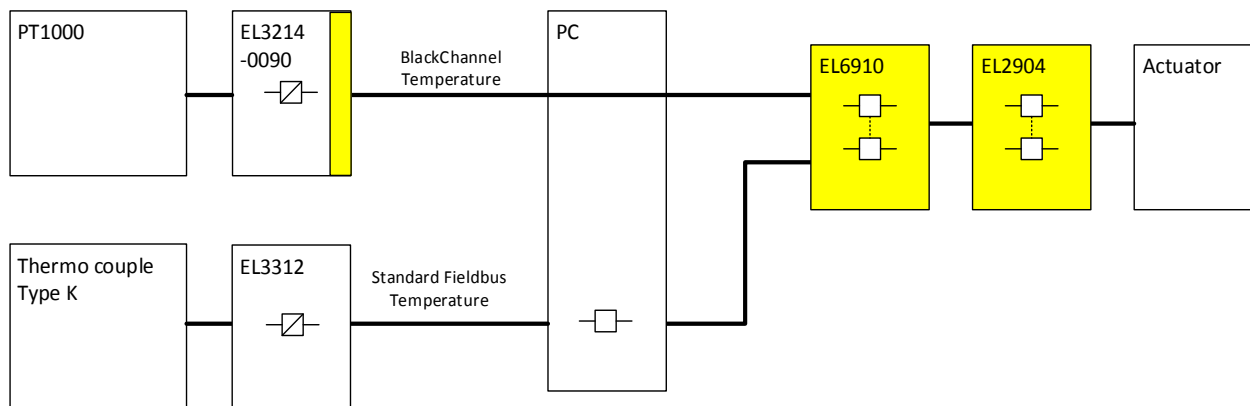 PT1000
EL3214
-0090
BlackChannel
Temperature
PC
EL6910
EL2904
Actuator
Thermo couple
Type K
EL3312
Standard Fieldbus
Temperature